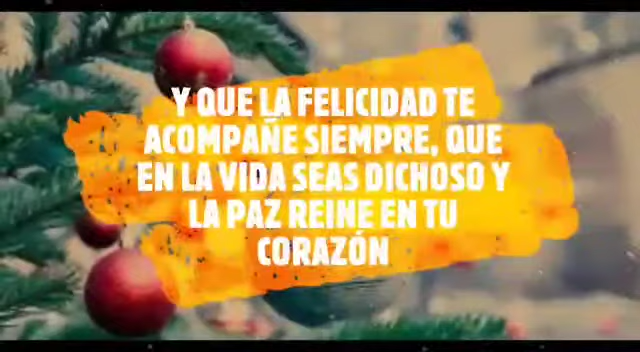 Y QUE LA FELICIDAD TE
ACOMPAÑE SIEMPRE, QUE
EN LA VIDA SEAS DICHOSO Y
LA PAZ REINE EN TU
CORAZÓN